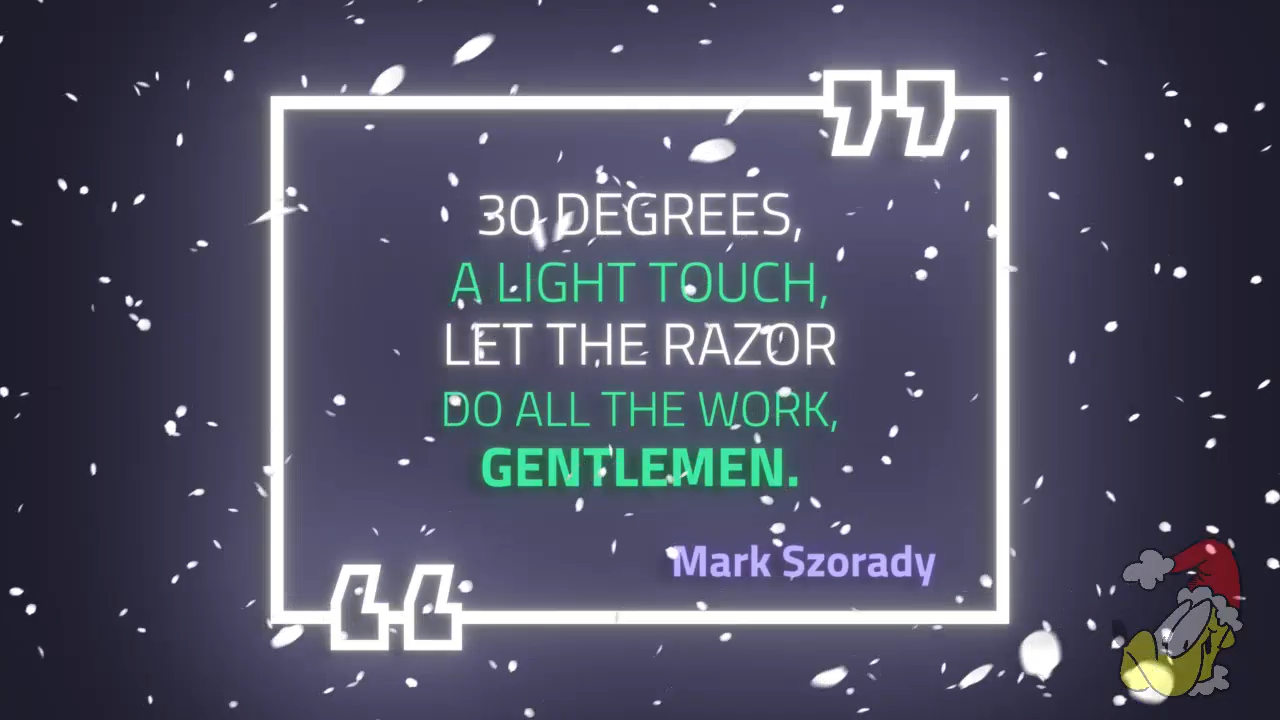 30 DEGREES,
A LIGHT TOUCH,
LET THE RAZOR
DO ALL THE WORK,
GENTLEMEN.
Mark Szorady